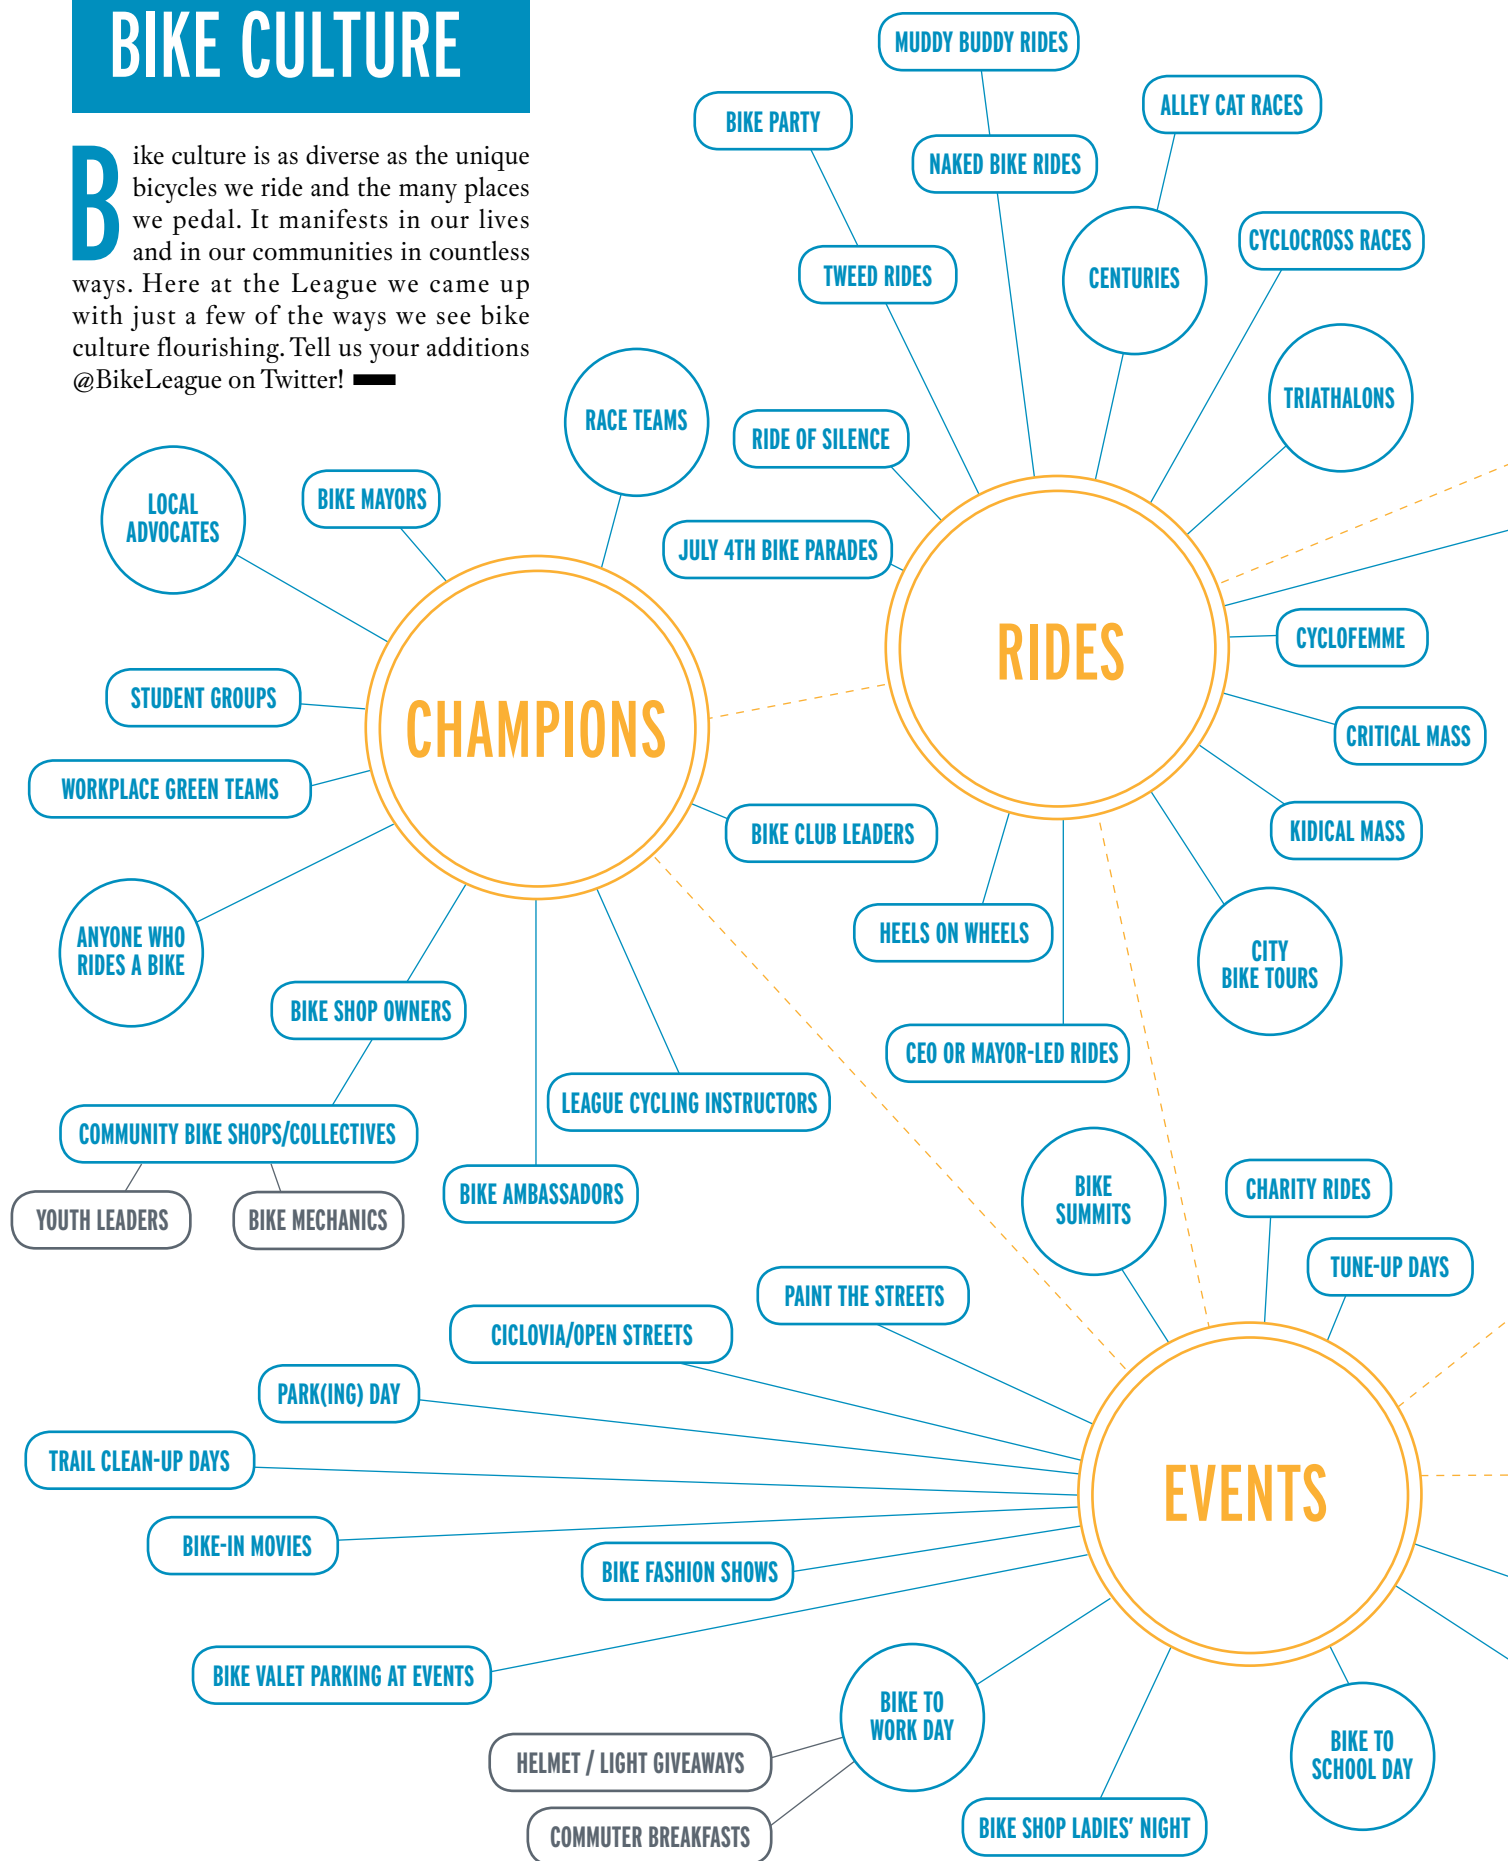 BIKE CULTURE
Bike culture is as diverse as the unique
bicycles we ride and the many places
we pedal. It manifests in our lives
and in our communities in countless
ways. Here at the League we came up
with just a few of the ways we see bike
culture flourishing. Tell us your additions
@BikeLeague on Twitter!
MUDDY BUDDY RIDES
BIKE PARTY
ALLEY CAT RACES
NAKED BIKE RIDES
CYCLOCROSS RACES
TWEED RIDES
CENTURIES
TRIATHALONS
RACE TEAMS
RIDE OF SILENCE
LOCAL
ADVOCATES
BIKE MAYORS
JULY 4TH BIKE PARADES
RIDES
CYCLOFEMME
STUDENT GROUPS
CHAMPIONS
CRITICAL MASS
WORKPLACE GREEN TEAMS
BIKE CLUB LEADERS
KIDICAL MASS
ANYONE WHO
RIDES A BIKE
HEELS ON WHEELS
CITY
BIKE TOURS
BIKE SHOP OWNERS
CEO OR MAYOR-LED RIDES
LEAGUE CYCLING INSTRUCTORS
COMMUNITY BIKE SHOPS/COLLECTIVES
BIKE AMBASSADORS
YOUTH LEADERS
BIKE MECHANICS
BIKE
SUMMITS
CHARITY RIDES
TUNE-UP DAYS
PAINT THE STREETS
CICLOVIA/OPEN STREETS
PARK(ING) DAY
TRAIL CLEAN-UP DAYS
EVENTS
BIKE-IN MOVIES
BIKE FASHION SHOWS
BIKE VALET PARKING AT EVENTS
BIKE TO
WORK DAY
BIKE TO
SCHOOL DAY
HELMET / LIGHT GIVEAWAYS
COMMUTER BREAKFASTS
BIKE SHOP LADIES' NIGHT